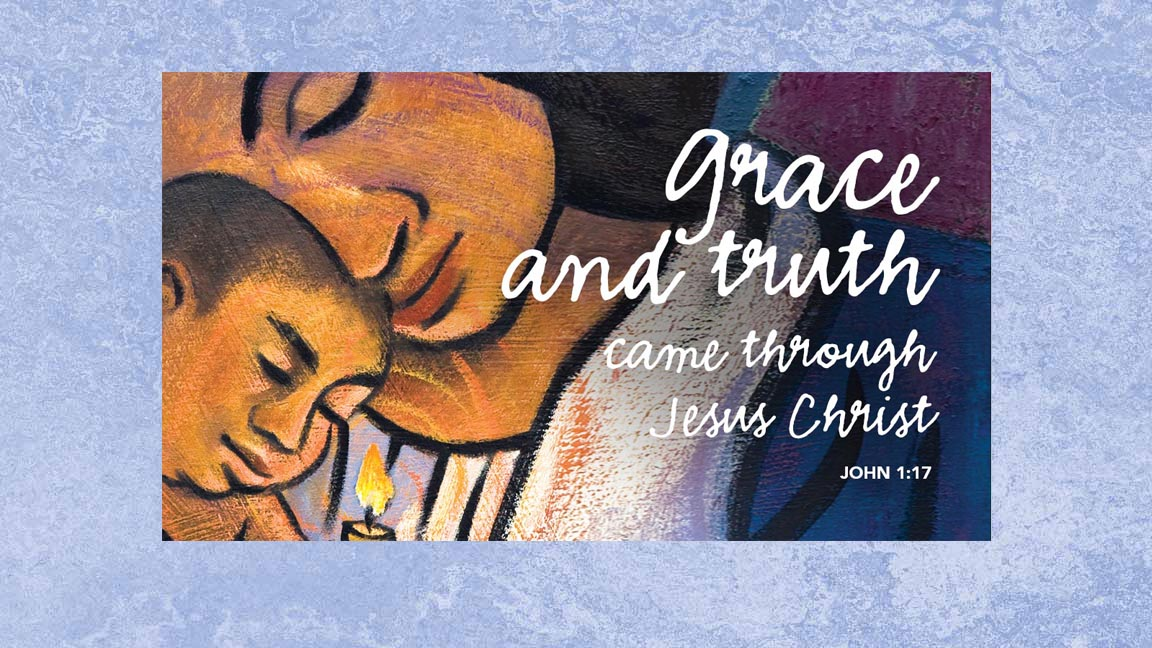 grace
and truth
came through
Jesus Christ
JOHN 1:17